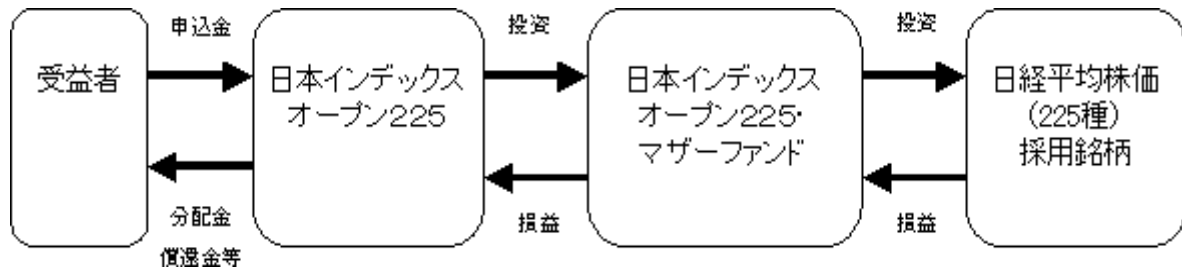 申込金
投資
投資
受益者
日本インデックス
オープン225
日本インデックス
オープン225・
マザーファンド
日経平均株価
(225種)
採用銘柄
分配金
償還金等
損益
損益